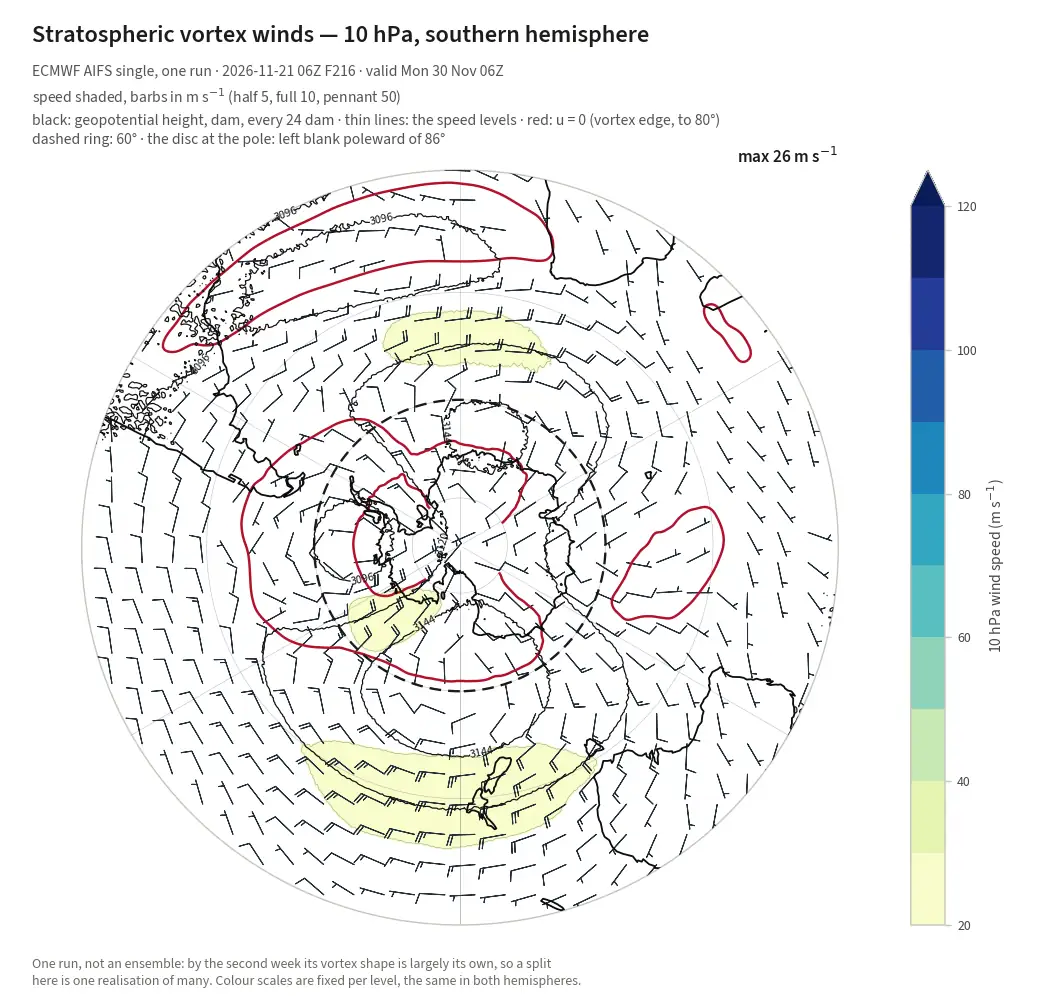 Stratospheric vortex winds — 10 hPa, southern hemisphere
ECMWF AIFS single, one run · 2026-11-21 06Z F216 · valid Mon 30 Nov 06Z
speed shaded, barbs in m s⁻¹ (half 5, full 10, pennant 50)
black: geopotential height, dam, every 24 dam · thin lines: the speed levels · red: u = 0 (vortex edge, to 80°)
dashed ring: 60° · the disc at the pole: left blank poleward of 86°
max 26 m s⁻¹
3096
3096
3096
3144
3120
3096
3144
3144
120
100
80
60
40
20
10 hPa wind speed (m s⁻¹)
One run, not an ensemble: by the second week its vortex shape is largely its own, so a split
here is one realisation of many. Colour scales are fixed per level, the same in both hemispheres.